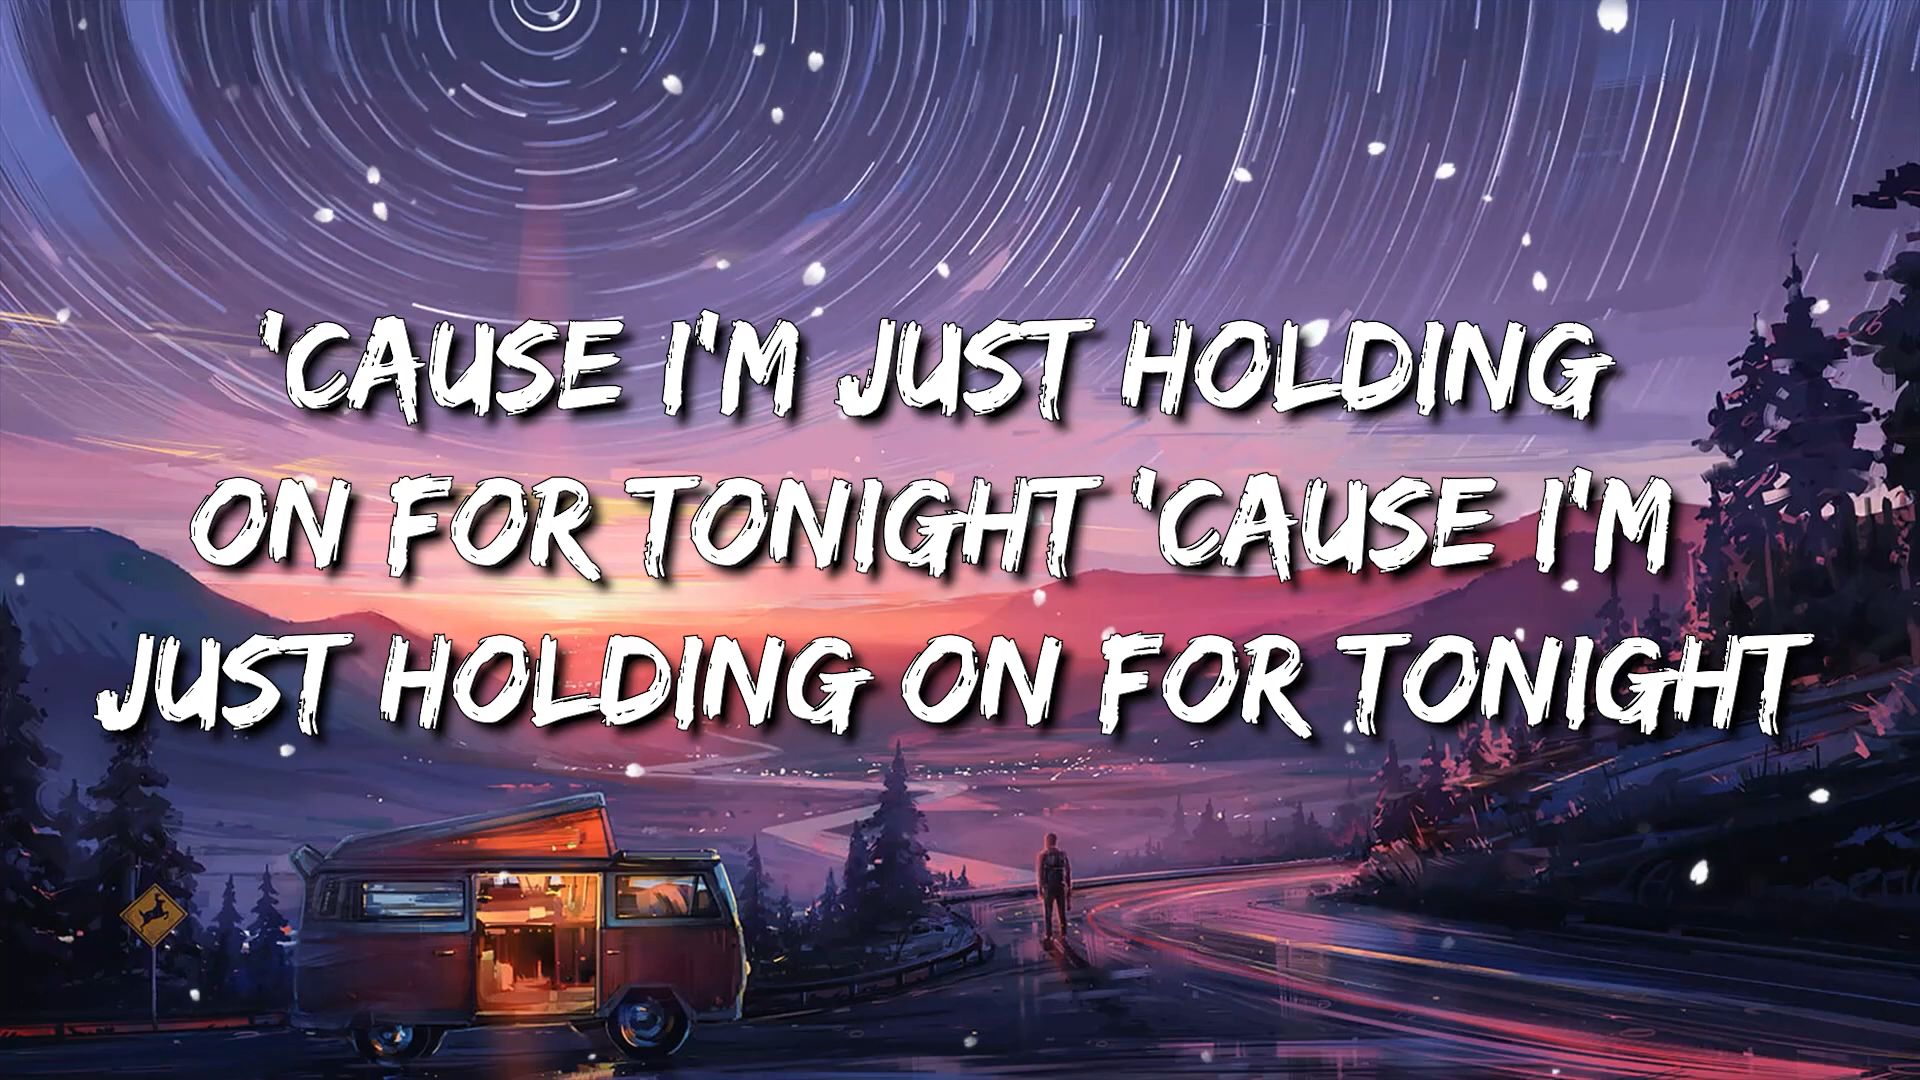 'CAUSE I'M JUST HOLDING
ON FOR TONIGHT 'CAUSE I'M
JUST HOLDING ON FOR TONIGHT